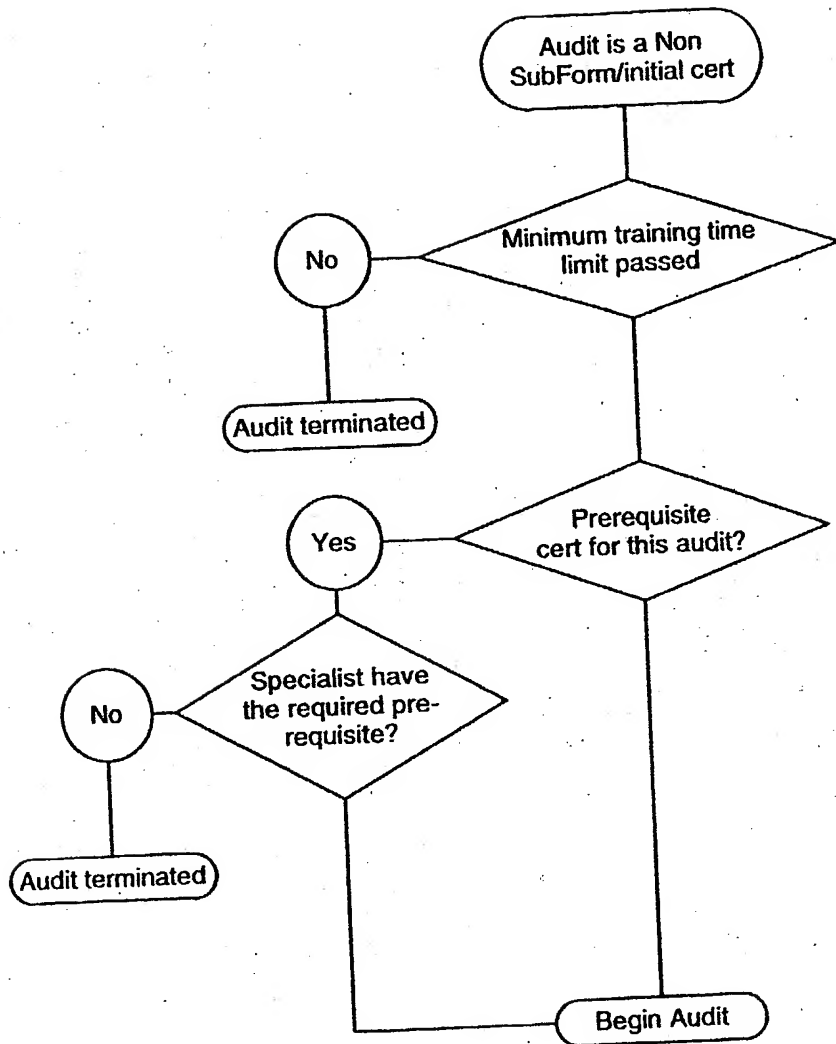 Audit is a Non
SubForm/initial cert
Minimum training time
limit passed
No
Audit terminated
Prerequisite
cert for this audit?
Yes
Specialist have
the required pre-
requisite?
No
Audit terminated
Begin Audit